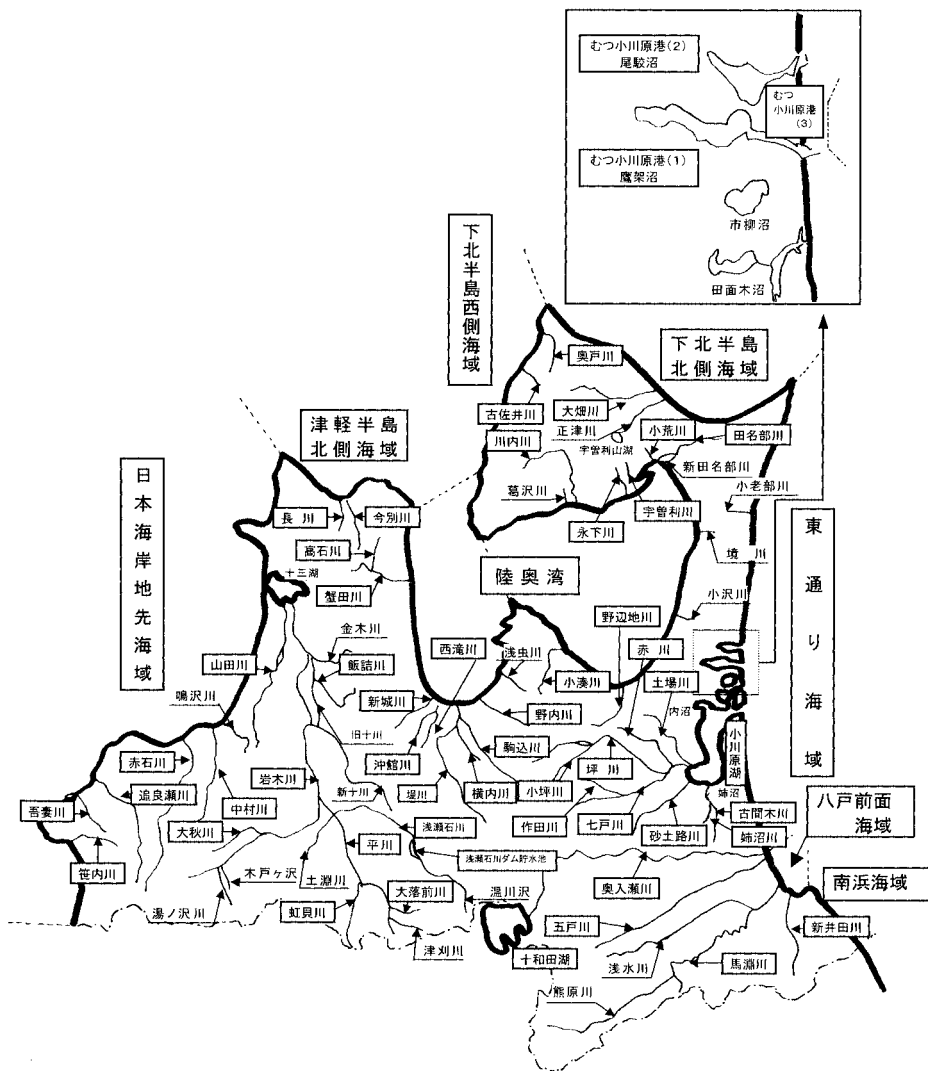 むつ小川原港(2)
尾駮沼
むつ
小川原港
(3)
むつ小川原港(1)
鷹架沼
市柳沼
田面木沼
下北半島西側海域
下北半島
北側海域
奥戸川
古佐井川
大畑川
正津川
小荒川
田名部川
川内川
宇曽利山湖
新田名部川
葛沢川
小老部川
永下川
宇曽利川
境川
津軽半島
北側海域
日本海岸地先海域
長川
今別川
高石川
十三湖
蟹田川
陸奥湾
東通り海域
小沢川
野辺地川
赤川
金木川
西滝川
浅虫川
山田川
飯詰川
小湊川
土場川
鳴沢川
新城川
野内川
内沼
旧十川
小川原湖
赤石川
沖館川
駒込川
坪川
岩木川
追良瀬川
新十川
堤川
横内川
小坪川
姉沼
吾妻川
中村川
作田川
七戸川
古間木川
八戸前面
海域
大秋川
浅瀬石川
砂土路川
姉沼川
平川
浅瀬石川ダム貯水池
笹内川
木戸ヶ沢
土淵川
奥入瀬川
南浜海域
大落前川
温川沢
湯ノ沢川
虹貝川
五戸川
新井田川
津刈川
十和田湖
浅水川
馬淵川
熊原川